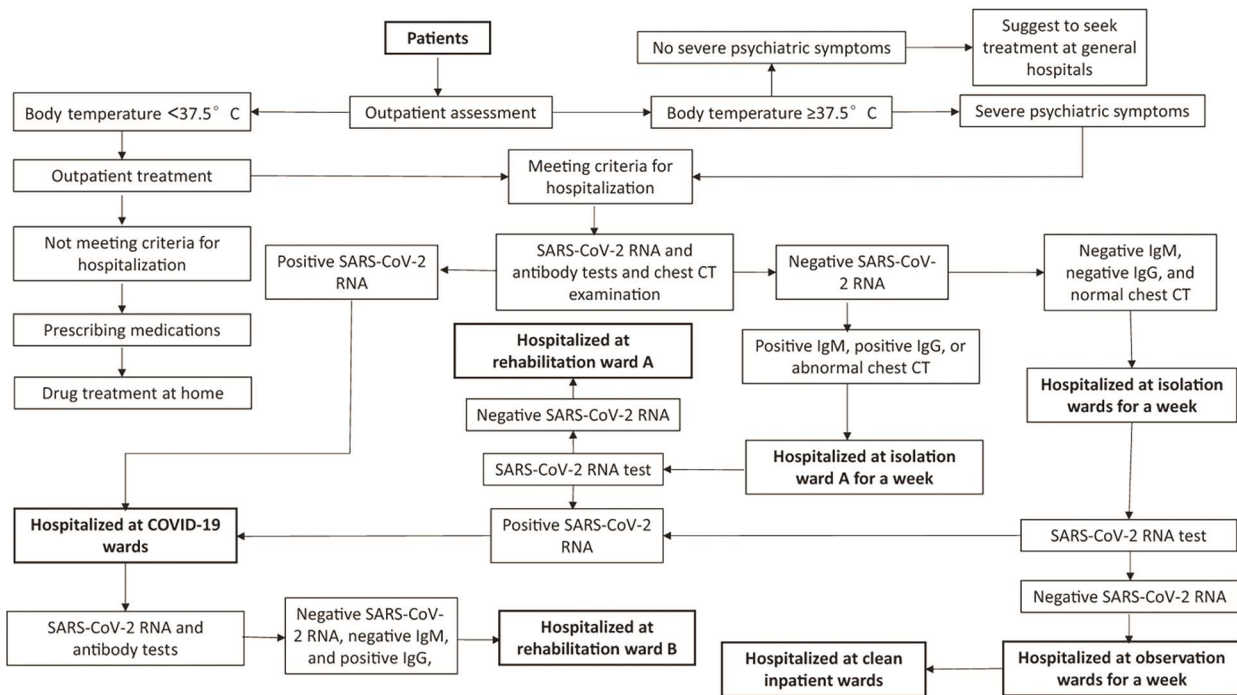 Patients
No severe psychiatric symptoms
Suggest to seek
treatment at general
hospitals
Body temperature <37.5° C
Outpatient assessment
Body temperature ≥37.5° C
Severe psychiatric symptoms
Outpatient treatment
Meeting criteria for
hospitalization
Not meeting criteria for
hospitalization
Positive SARS-CoV-2
RNA
SARS-CoV-2 RNA and
antibody tests and chest CT
examination
Negative SARS-CoV-
2 RNA
Negative IgM,
negative IgG, and
normal chest CT
Prescribing medications
Hospitalized at
rehabilitation ward A
Positive IgM, positive IgG, or
abnormal chest CT
Drug treatment at home
Negative SARS-CoV-2 RNA
Hospitalized at isolation
wards for a week
SARS-CoV-2 RNA test
Hospitalized at isolation
ward A for a week
Hospitalized at COVID-19
wards
Positive SARS-CoV-2
RNA
SARS-CoV-2 RNA test
Negative SARS-CoV-2 RNA
SARS-CoV-2 RNA and
antibody tests
Negative SARS-CoV-
2 RNA, negative IgM,
and positive IgG,
Hospitalized at
rehabilitation ward B
Hospitalized at clean
inpatient wards
Hospitalized at observation
wards for a week